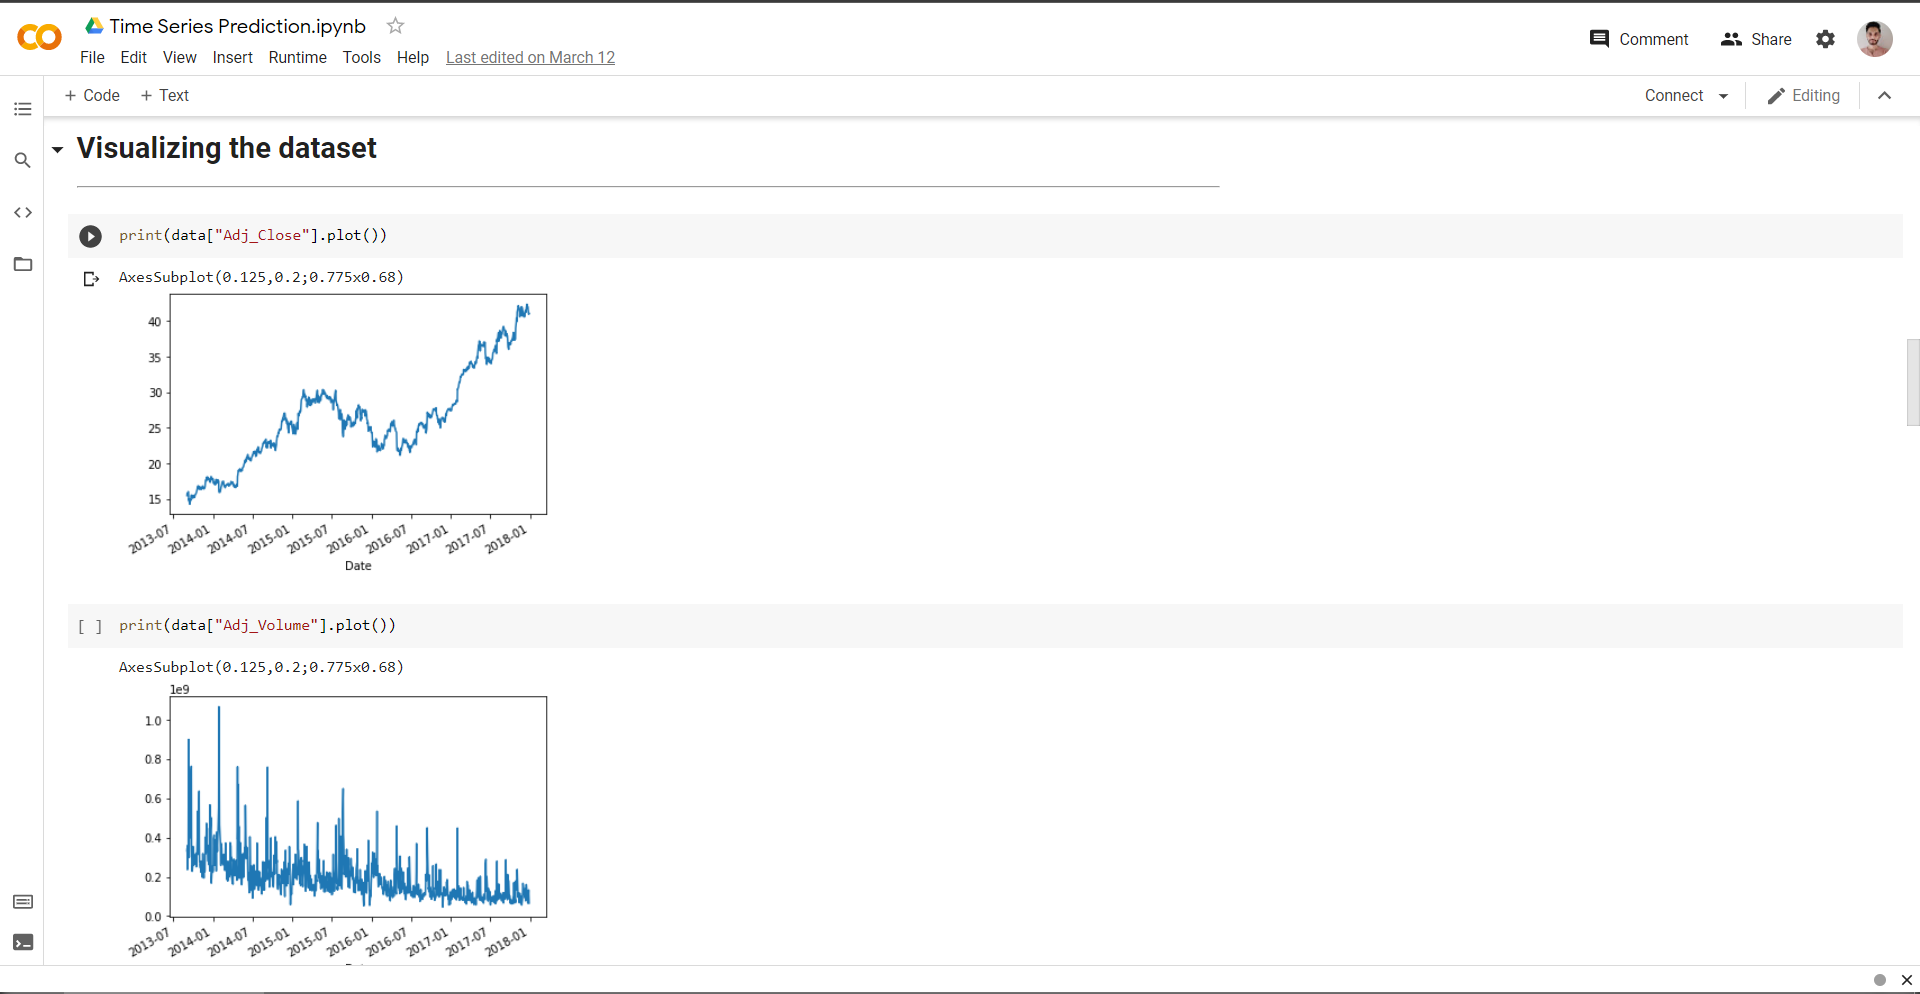 Time Series Prediction.ipynb
File Edit View Insert Runtime Tools Help Last edited on March 12
Comment Share
+ Code + Text
Connect Editing
Visualizing the dataset
print(data["Adj_Close"].plot())
AxesSubplot(0.125,0.2;0.775x0.68)
40
35
30
25
20
15
2013-07 2014-01 2014-07 2015-01 2015-07 2016-01 2016-07 2017-01 2017-07 2018-01
Date
[ ] print(data["Adj_Volume"].plot())
AxesSubplot(0.125,0.2;0.775x0.68)
1e9
1.0
0.8
0.6
0.4
0.2
0.0
2013-07 2014-01 2014-07 2015-01 2015-07 2016-01 2016-07 2017-01 2017-07 2018-01